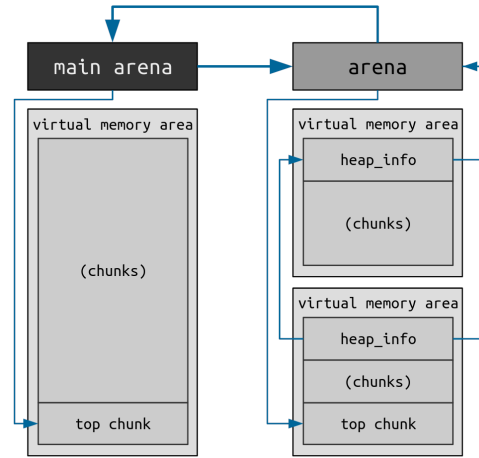 main arena
arena
virtual memory area
(chunks)
top chunk
virtual memory area
heap_info
(chunks)
virtual memory area
heap_info
(chunks)
top chunk